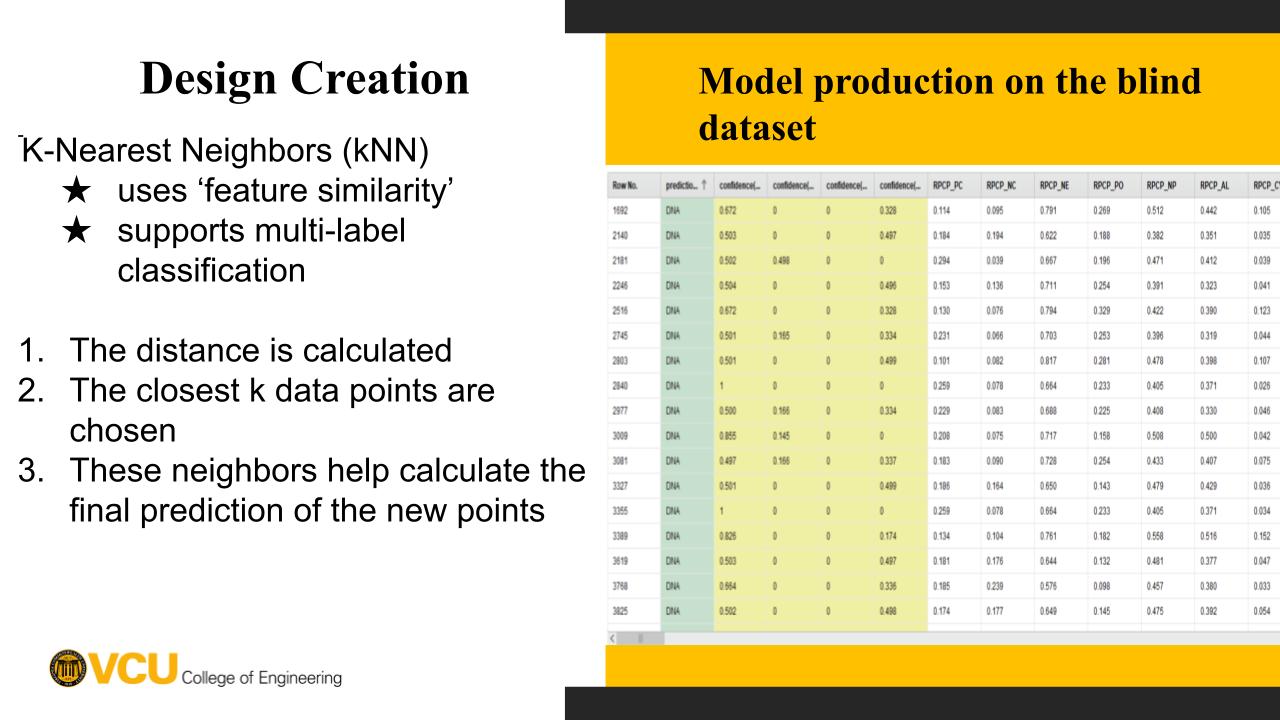 Design Creation
-
K-Nearest Neighbors (kNN)
★ uses ‘feature similarity’
★ supports multi-label
classification
1. The distance is calculated
2. The closest k data points are
chosen
3. These neighbors help calculate the
final prediction of the new points
VCU College of Engineering
Model production on the blind
dataset
Row No. predictio... ↑ confidence(... confidence(... confidence(... confidence(... RPCP_PC RPCP_NC RPCP_NE RPCP_PO RPCP_NP RPCP_AL RPCP_CY
1692 DNA 0.672 0 0 0.328 0.114 0.095 0.791 0.269 0.512 0.442 0.105
2140 DNA 0.503 0 0 0.497 0.184 0.194 0.622 0.188 0.382 0.351 0.035
2181 DNA 0.502 0.498 0 0 0.294 0.039 0.667 0.196 0.471 0.412 0.039
2246 DNA 0.504 0 0 0.496 0.153 0.136 0.711 0.254 0.391 0.323 0.041
2516 DNA 0.672 0 0 0.328 0.130 0.076 0.794 0.329 0.422 0.390 0.123
2745 DNA 0.501 0.165 0 0.334 0.231 0.066 0.703 0.253 0.396 0.319 0.044
2803 DNA 0.501 0 0 0.499 0.101 0.082 0.817 0.281 0.478 0.398 0.107
2840 DNA 1 0 0 0 0.259 0.078 0.664 0.233 0.405 0.371 0.026
2977 DNA 0.500 0.166 0 0.334 0.229 0.083 0.688 0.225 0.408 0.330 0.046
3009 DNA 0.855 0.145 0 0 0.208 0.075 0.717 0.158 0.508 0.500 0.042
3081 DNA 0.497 0.166 0 0.337 0.183 0.090 0.728 0.254 0.433 0.407 0.075
3327 DNA 0.501 0 0 0.499 0.186 0.164 0.650 0.143 0.479 0.429 0.036
3355 DNA 1 0 0 0 0.259 0.078 0.664 0.233 0.405 0.371 0.034
3389 DNA 0.826 0 0 0.174 0.134 0.104 0.761 0.182 0.558 0.516 0.152
3619 DNA 0.503 0 0 0.497 0.181 0.176 0.644 0.132 0.481 0.377 0.047
3768 DNA 0.664 0 0 0.336 0.185 0.239 0.576 0.098 0.457 0.380 0.033
3825 DNA 0.502 0 0 0.498 0.174 0.177 0.649 0.145 0.475 0.392 0.054